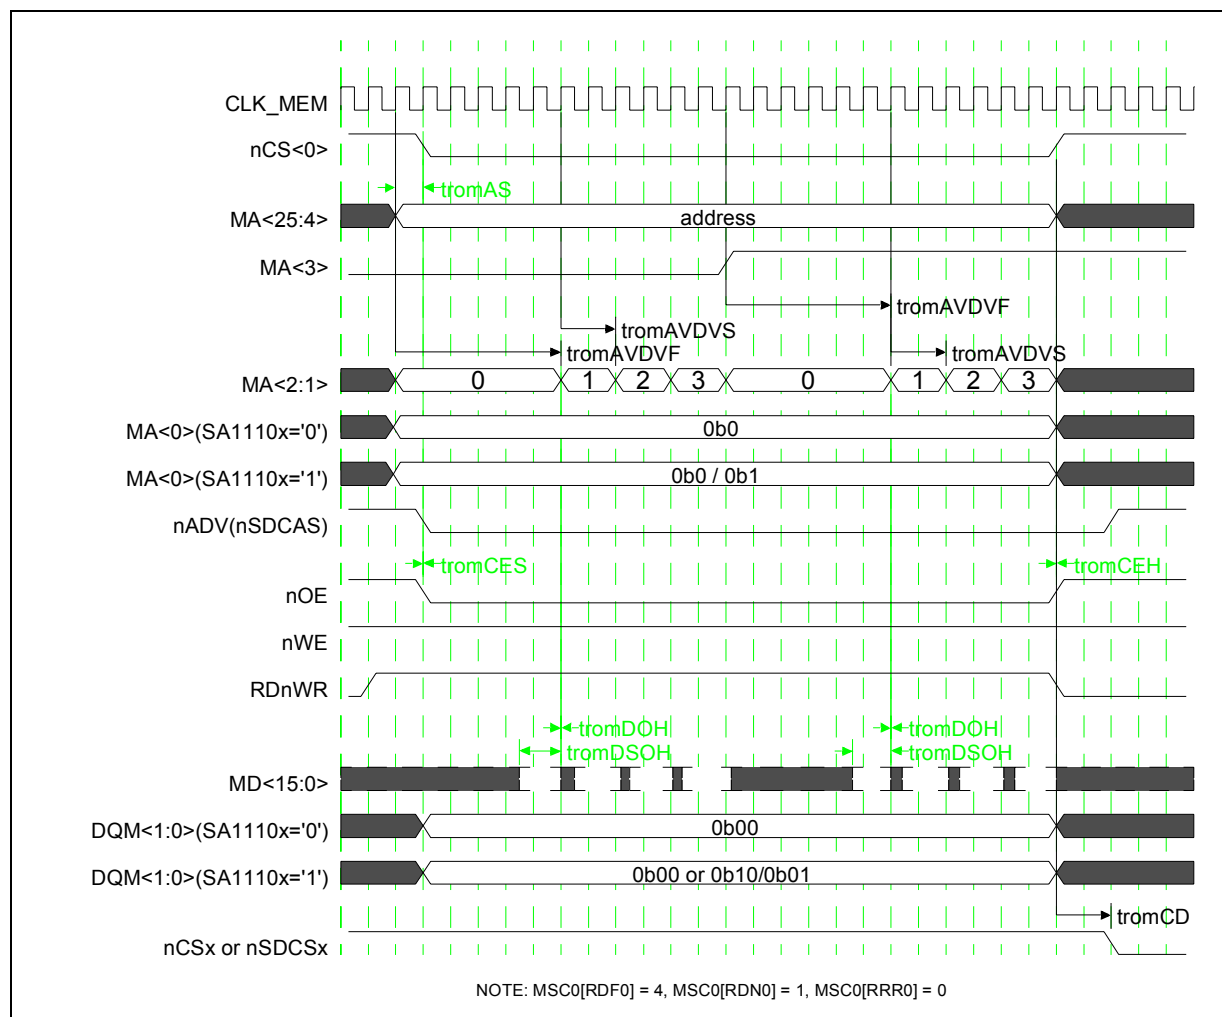 CLK_MEM
nCS<0>
tromAS
MA<25:4>
address
MA<3>
tromAVDVF
tromAVDVS
tromAVDVF
tromAVDVS
MA<2:1>
0 1 2 3 0 1 2 3
MA<0>(SA1110x='0')
0b0
MA<0>(SA1110x='1')
0b0 / 0b1
nADV(nSDCAS)
tromCES
tromCEH
nOE
nWE
RDnWR
tromDOH
tromDOH
tromDSOH
tromDSOH
MD<15:0>
DQM<1:0>(SA1110x='0')
0b00
DQM<1:0>(SA1110x='1')
0b00 or 0b10/0b01
tromCD
nCSx or nSDCSx
NOTE: MSC0[RDF0] = 4, MSC0[RDN0] = 1, MSC0[RRR0] = 0